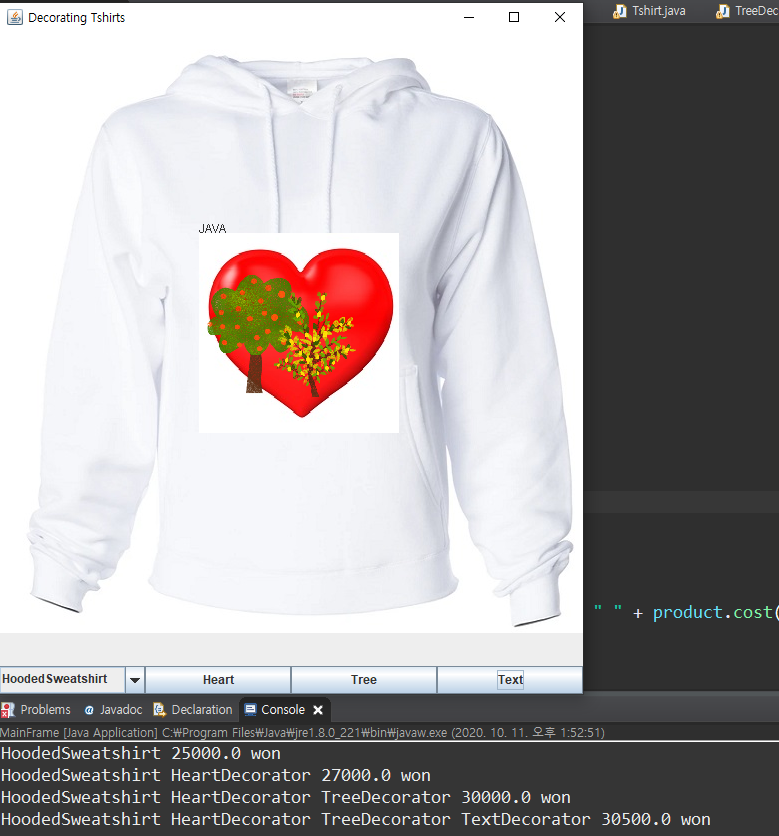 Decorating Tshirts
Tshirt.java
TreeDec
JAVA
" " + product.cost(
HoodedSweatshirt
Heart
Tree
Text
Problems
Javadoc
Declaration
Console
MainFrame [Java Application] C:₩Program Files₩Java₩jre1.8.0_221₩bin₩javaw.exe (2020. 10. 11. 오후 1:52:51)
HoodedSweatshirt 25000.0 won
HoodedSweatshirt HeartDecorator 27000.0 won
HoodedSweatshirt HeartDecorator TreeDecorator 30000.0 won
HoodedSweatshirt HeartDecorator TreeDecorator TextDecorator 30500.0 won